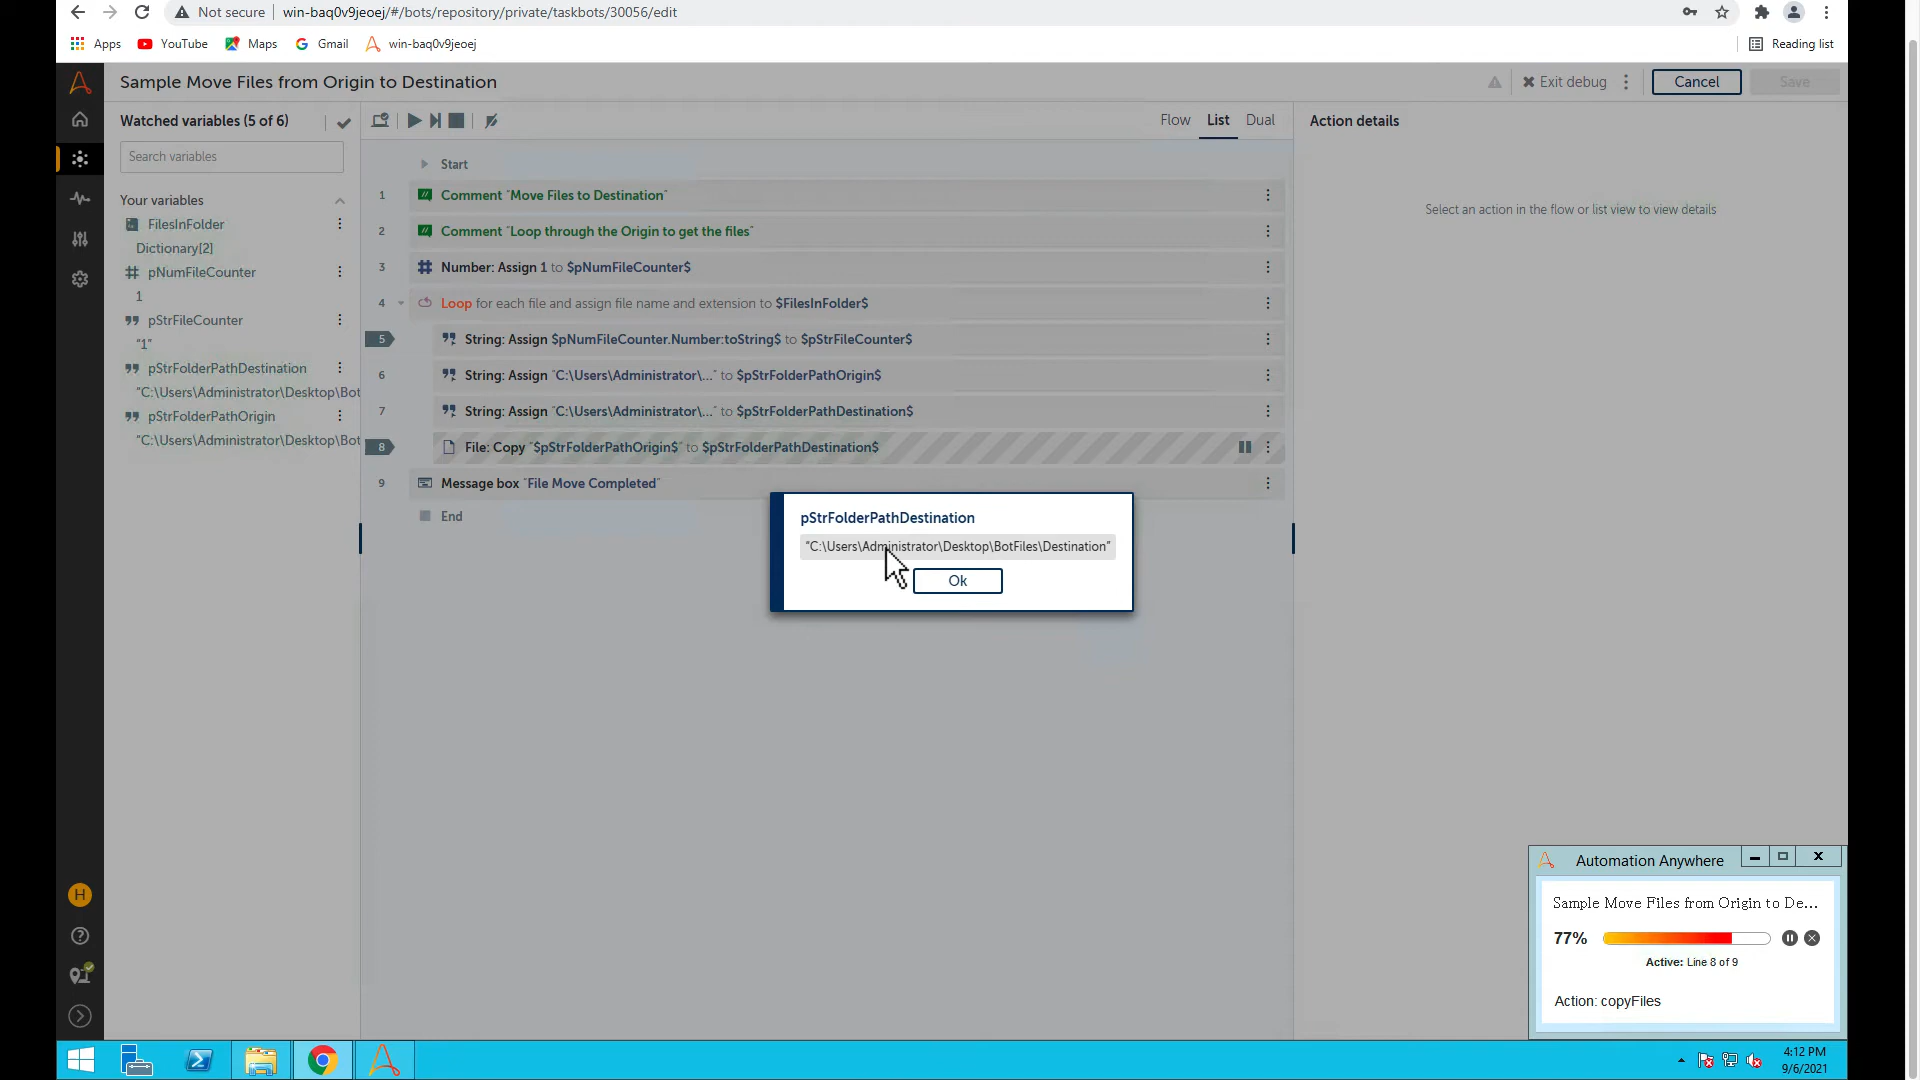 Not secure
win-baq0v9jeoej/#/bots/repository/private/taskbots/30056/edit
Apps
YouTube
Maps
Gmail
win-baq0v9jeoej
Reading list
Sample Move Files from Origin to Destination
Exit debug
Cancel
Save
Watched variables (5 of 6)
Search variables
Your variables
FilesInFolder
Dictionary[2]
pNumFileCounter
1
pStrFileCounter
"1"
pStrFolderPathDestination
"C:\Users\Administrator\Desktop\Bot
pStrFolderPathOrigin
"C:\Users\Administrator\Desktop\Bot
Flow
List
Dual
Start
1 Comment "Move Files to Destination"
2 Comment "Loop through the Origin to get the files"
3 Number: Assign 1 to $pNumFileCounter$
4 Loop for each file and assign file name and extension to $FilesInFolder$
5 String: Assign $pNumFileCounter.Number:toString$ to $pStrFileCounter$
6 String: Assign "C:\Users\Administrator\..." to $pStrFolderPathOrigin$
7 String: Assign "C:\Users\Administrator\..." to $pStrFolderPathDestination$
8 File: Copy "$pStrFolderPathOrigin$" to $pStrFolderPathDestination$
9 Message box "File Move Completed"
End
Action details
Select an action in the flow or list view to view details
pStrFolderPathDestination
"C:\Users\Administrator\Desktop\BotFiles\Destination"
Ok
H
Automation Anywhere
Sample Move Files from Origin to De...
77%
Active: Line 8 of 9
Action: copyFiles
4:12 PM
9/6/2021